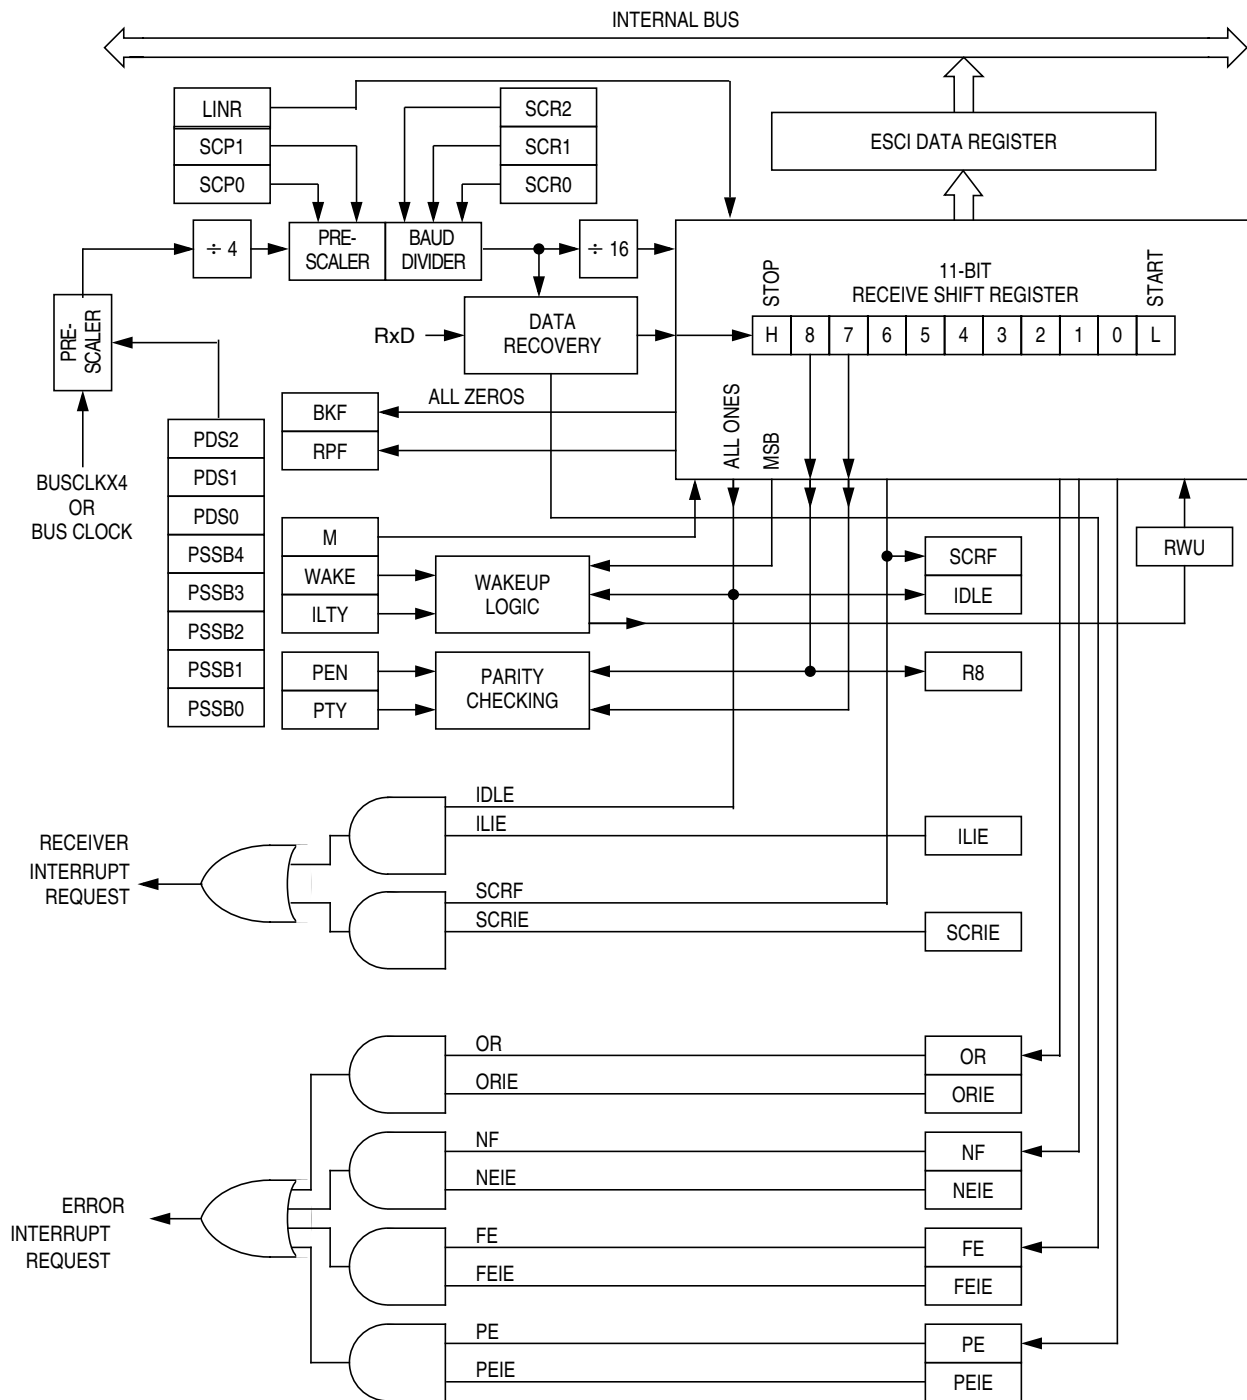 INTERNAL BUS
LINR
SCP1
SCP0
SCR2
SCR1
SCR0
ESCI DATA REGISTER
÷ 4
PRE-
SCALER
BAUD
DIVIDER
÷ 16
PRE-
SCALER
BUSCLKX4
OR
BUS CLOCK
PDS2
PDS1
PDS0
PSSB4
PSSB3
PSSB2
PSSB1
PSSB0
RxD
DATA
RECOVERY
STOP
11-BIT
RECEIVE SHIFT REGISTER
START
H 8 7 6 5 4 3 2 1 0 L
ALL ZEROS
BKF
RPF
ALL ONES
MSB
M
WAKE
ILTY
WAKEUP
LOGIC
SCRF
IDLE
RWU
PEN
PTY
PARITY
CHECKING
R8
RECEIVER
INTERRUPT
REQUEST
IDLE
ILIE
ILIE
SCRF
SCRIE
SCRIE
ERROR
INTERRUPT
REQUEST
OR
ORIE
OR
ORIE
NF
NEIE
NF
NEIE
FE
FEIE
FE
FEIE
PE
PEIE
PE
PEIE